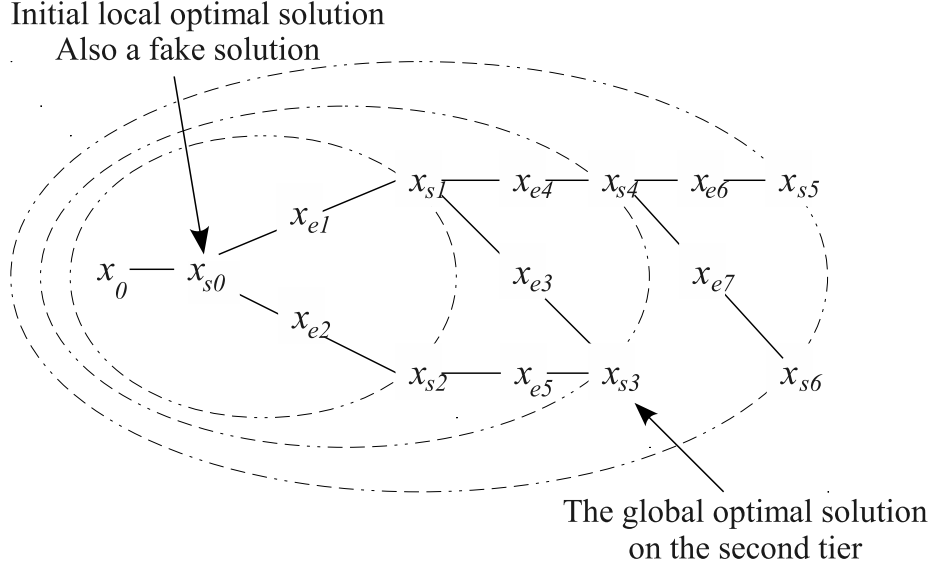 Initial local optimal solution
Also a fake solution
x_s1 x_e4 x_s4 x_e6 x_s5
x_e1
x_0 x_s0 x_e3 x_e7
x_e2
x_s2 x_e5 x_s3 x_s6
The global optimal solution
on the second tier